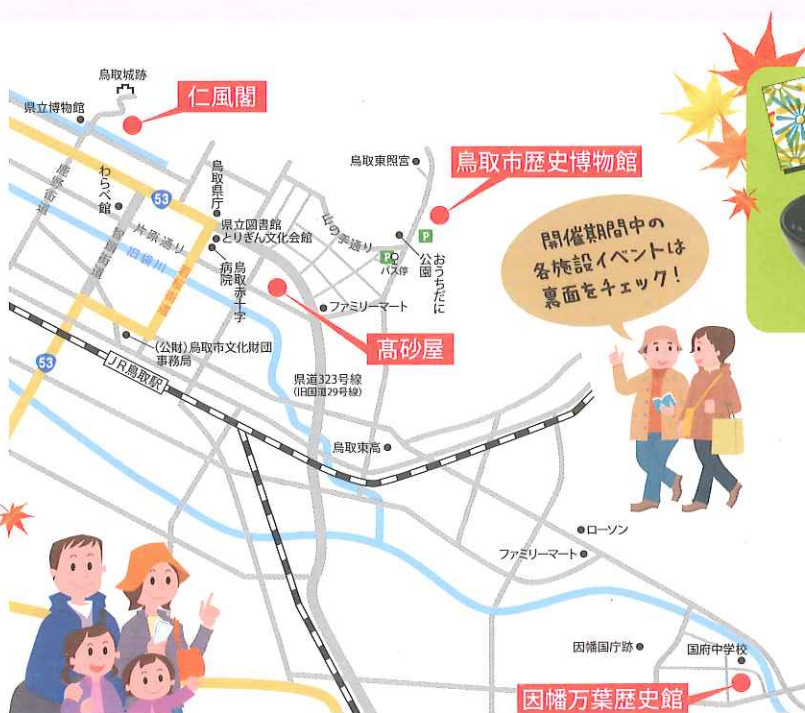 鳥取城跡
仁風閣
県立博物館
鹿野街道
わらべ館
53
鳥取県庁
県立図書館
とりぎん文化会館
片原通り
旧袋川
智頭街道
若桜街道
鳥取赤十字
病院
山の手通り
鳥取東照宮
鳥取市歴史博物館
P
P
バス停
おうちだに
公園
ファミリーマート
髙砂屋
開催期間中の
各施設イベントは
裏面をチェック!
(公財)鳥取市文化財団
事務局
53
JR鳥取駅
県道323号線
(旧国道29号線)
鳥取東高
ローソン
ファミリーマート
因幡国庁跡
国府中学校
因幡万葉歴史館